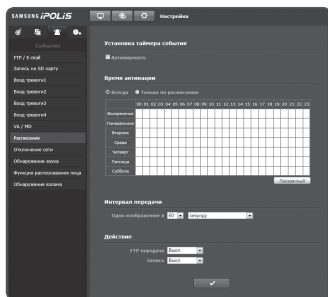 SAMSUNG iPOLiS
Настройка
События
FTP / E-mail
Запись на SD карту
Вход тревоги1
Вход тревоги2
Вход тревоги3
Вход тревоги4
VA / MD
Расписание
Отключение сети
Обнаружение звука
Функция распознавания лица
Обнаружение взлома
Установка таймера события
Активировать
Время активации
Всегда Только по расписанию
00 01 02 03 04 05 06 07 08 09 10 11 12 13 14 15 16 17 18 19 20 21 22 23
Воскресенье
Понедельник
Вторник
Среда
Четверг
Пятница
Суббота
Прозрачный
Интервал передачи
Одно изображение в 60 секунду
Действие
FTP передача Выкл.
Запись Выкл.